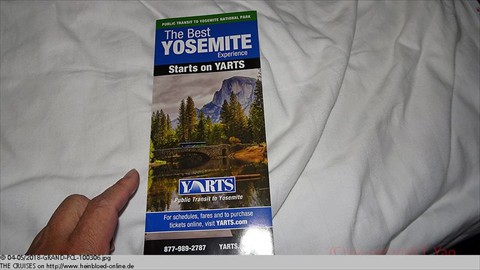 PUBLIC TRANSIT TO YOSEMITE NATIONAL PARK
The Best
YOSEMITE
Experience
Starts on YARTS
YARTS
Public Transit to Yosemite
For schedules, fares and to purchase
tickets online, visit YARTS.com
877-989-2787 YARTS.
© 04-05/2018-GRAND-PCL-100306.jpg
THE CRUISES on http://www.heinbloed-online.de